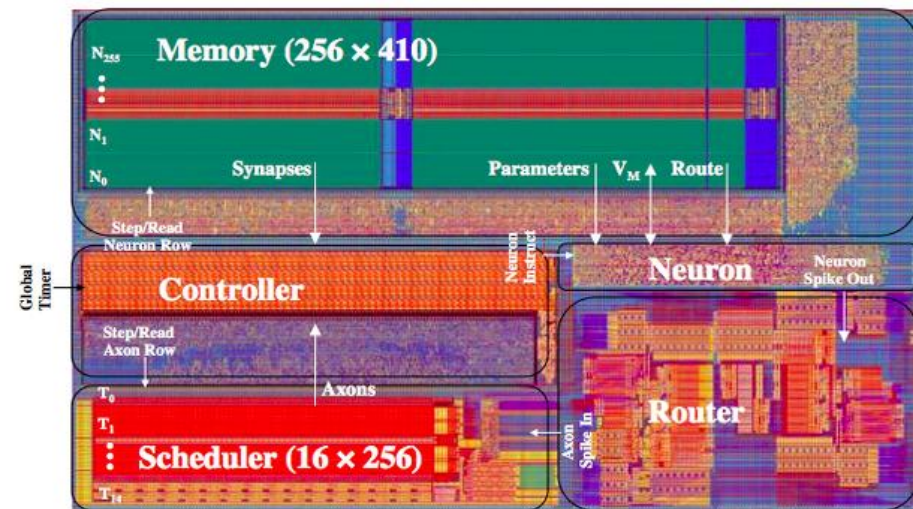 Memory (256 × 410)
N255
N1
N0
Synapses
Parameters
VM
Route
Step/Read
Neuron Row
Global
Timer
Controller
Neuron
Instruct
Neuron
Neuron
Spike Out
Step/Read
Axon Row
Axons
T0
T1
Scheduler (16 × 256)
T14
Axon
Spike In
Router